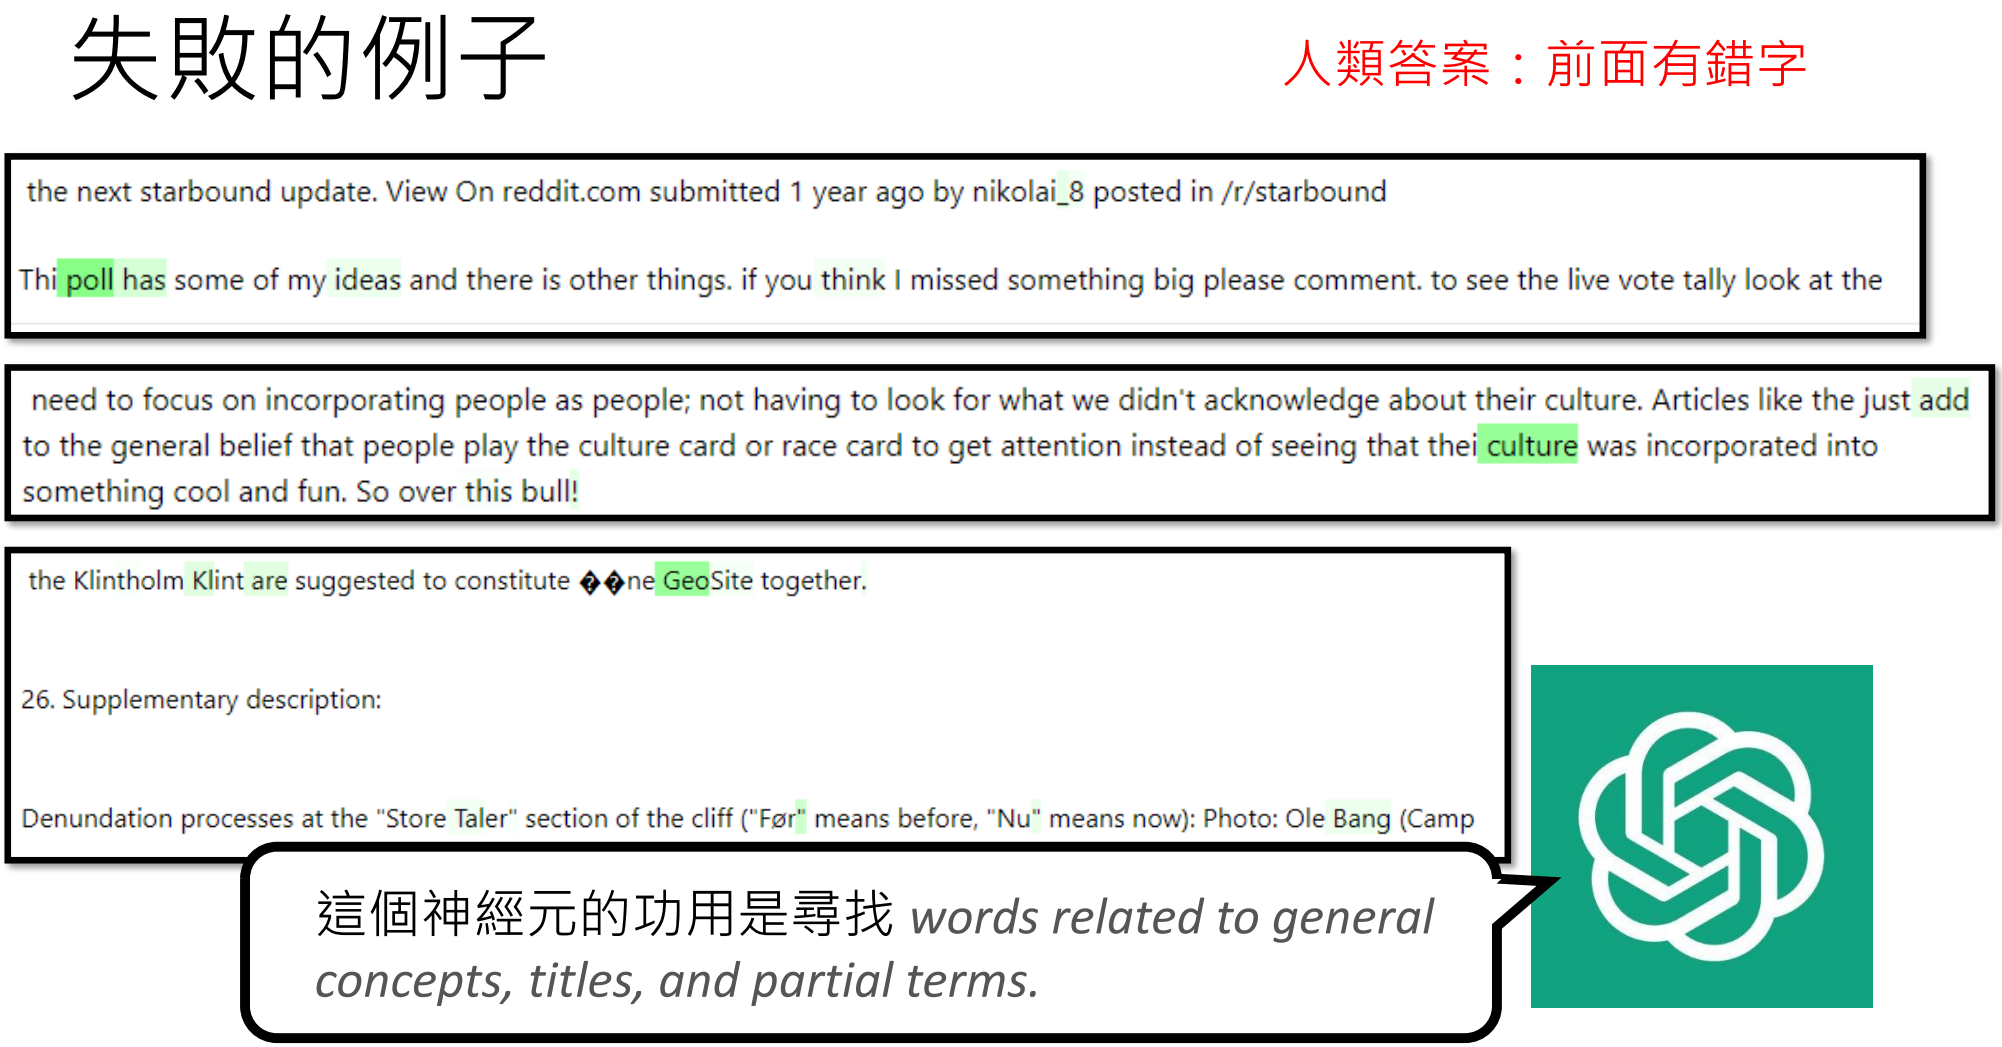 失敗的例子
人類答案：前面有錯字
the next starbound update. View On reddit.com submitted 1 year ago by nikolai_8 posted in /r/starbound
Thi poll has some of my ideas and there is other things. if you think I missed something big please comment. to see the live vote tally look at the
need to focus on incorporating people as people; not having to look for what we didn't acknowledge about their culture. Articles like the just add
to the general belief that people play the culture card or race card to get attention instead of seeing that thei culture was incorporated into
something cool and fun. So over this bull!
the Klintholm Klint are suggested to constitute ��ne GeoSite together.
26. Supplementary description:
Denundation processes at the "Store Taler" section of the cliff ("Før" means before, "Nu" means now): Photo: Ole Bang (Camp
這個神經元的功用是尋找 words related to general
concepts, titles, and partial terms.